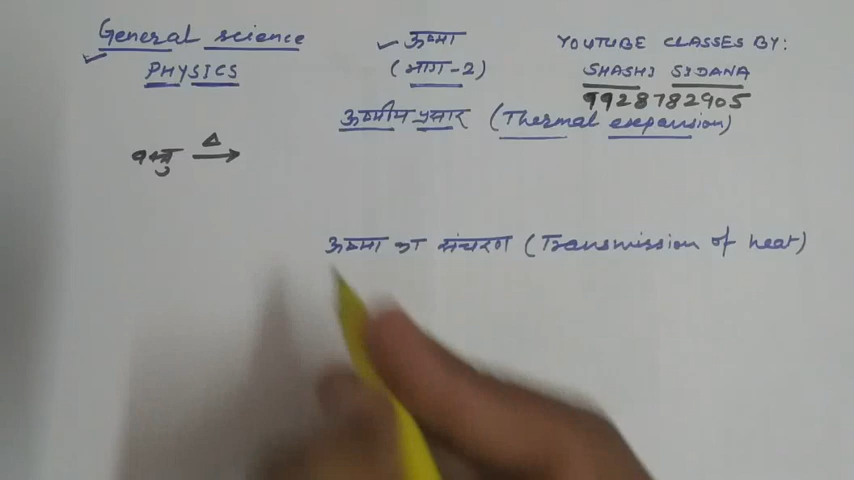 General science
PHYSICS
ऊष्मा
(भाग-2)
YOUTUBE CLASSES BY:
SHASHI SIDANA
9928782905
ऊष्मीय प्रसार (Thermal expansion)
वस्तु Δ→
ऊष्मा का संचरण (Transmission of heat)